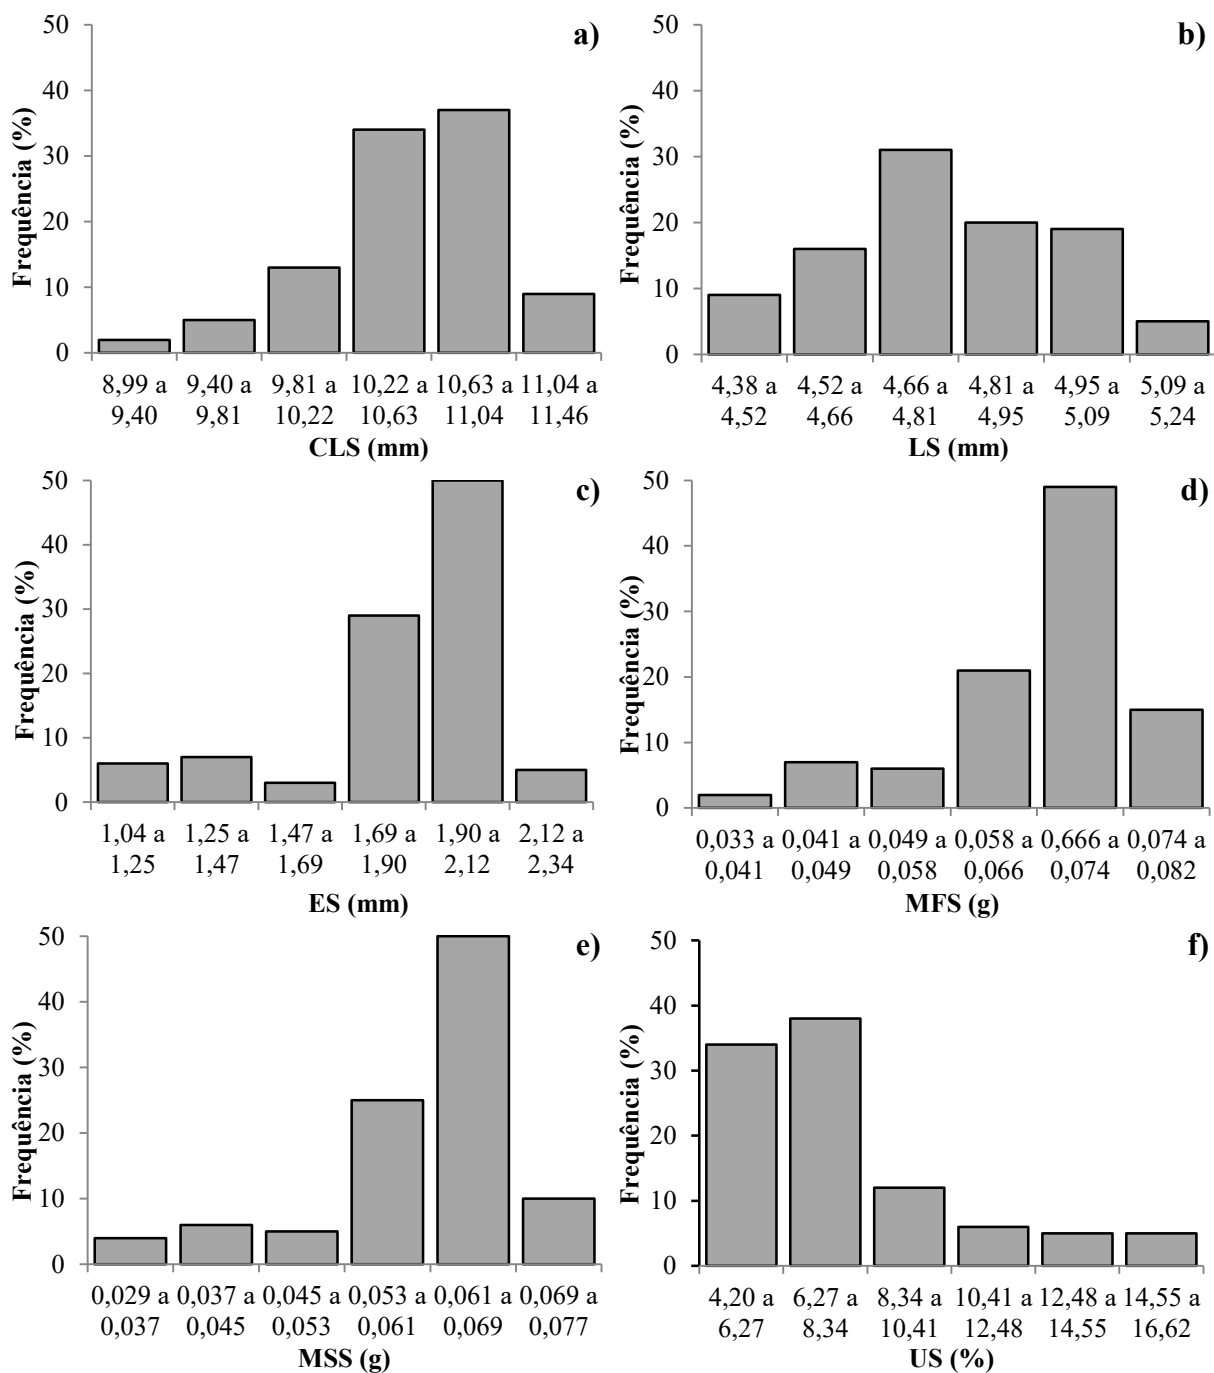 a)
Frequência (%)
50
40
30
20
10
0
8,99 a 9,40 a 9,81 a 10,22 a 10,63 a 11,04 a
9,40 9,81 10,22 10,63 11,04 11,46
CLS (mm)
b)
Frequência (%)
50
40
30
20
10
0
4,38 a 4,52 a 4,66 a 4,81 a 4,95 a 5,09 a
4,52 4,66 4,81 4,95 5,09 5,24
LS (mm)
c)
Frequência (%)
50
40
30
20
10
0
1,04 a 1,25 a 1,47 a 1,69 a 1,90 a 2,12 a
1,25 1,47 1,69 1,90 2,12 2,34
ES (mm)
d)
Frequência (%)
50
40
30
20
10
0
0,033 a 0,041 a 0,049 a 0,058 a 0,666 a 0,074 a
0,041 0,049 0,058 0,066 0,074 0,082
MFS (g)
e)
Frequência (%)
50
40
30
20
10
0
0,029 a 0,037 a 0,045 a 0,053 a 0,061 a 0,069 a
0,037 0,045 0,053 0,061 0,069 0,077
MSS (g)
f)
Frequência (%)
50
40
30
20
10
0
4,20 a 6,27 a 8,34 a 10,41 a 12,48 a 14,55 a
6,27 8,34 10,41 12,48 14,55 16,62
US (%)